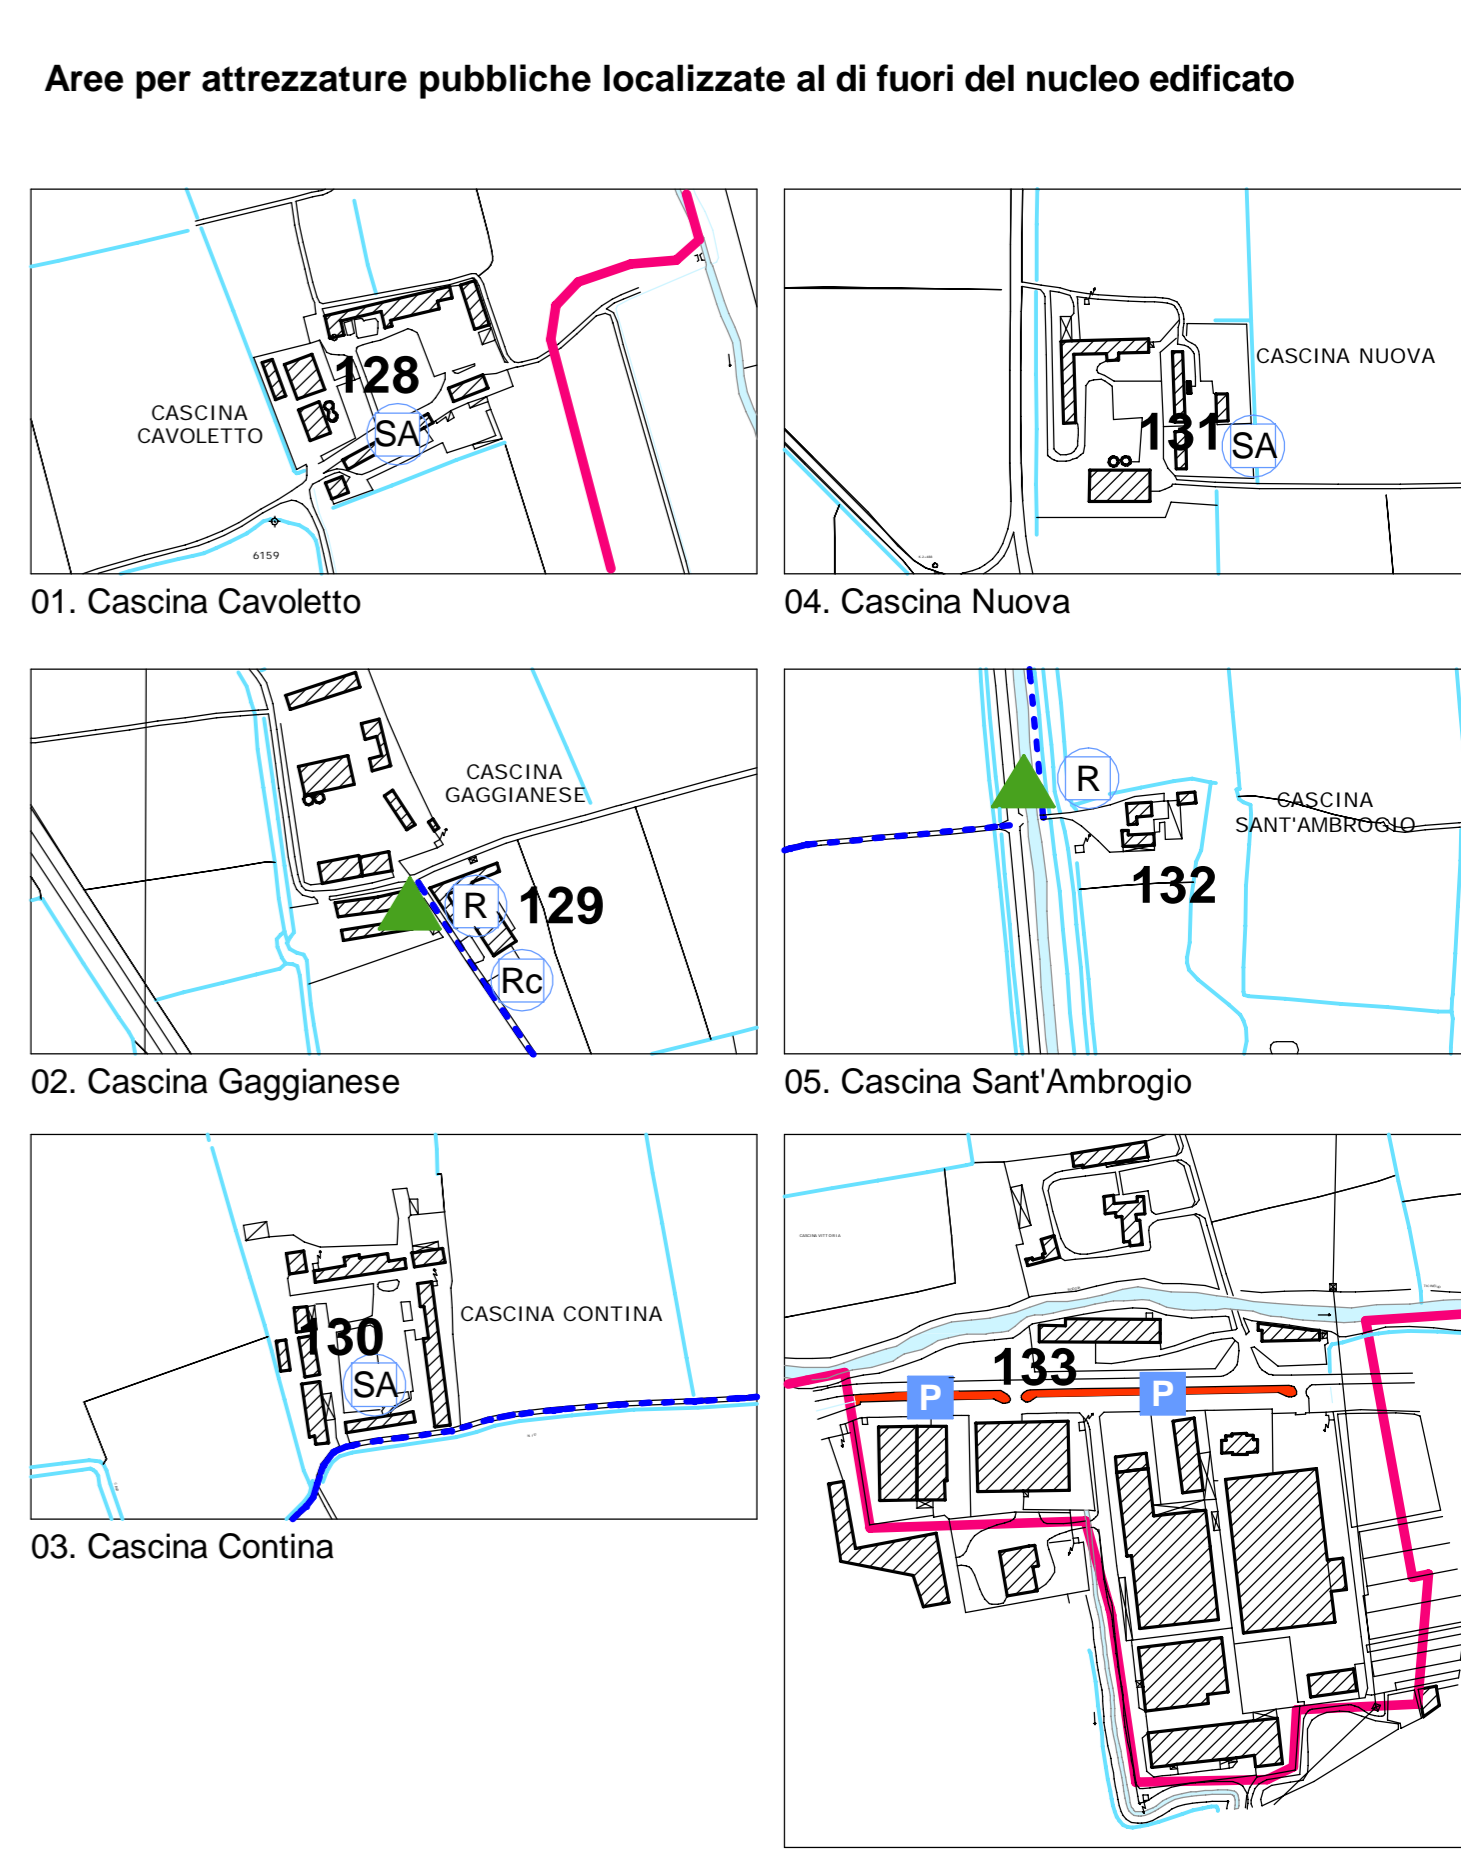 Aree per attrezzature pubbliche localizzate al di fuori del nucleo edificato
128
CASCINA
CAVOLETTO
SA
6159
01. Cascina Cavoletto
CASCINA NUOVA
131
SA
04. Cascina Nuova
CASCINA
GAGGIANESE
R
129
Rc
02. Cascina Gaggianese
R
CASCINA
SANT'AMBROGIO
132
05. Cascina Sant'Ambrogio
CASCINA CONTINA
130
SA
03. Cascina Contina
CASCINA VITTORIA
133
P
P